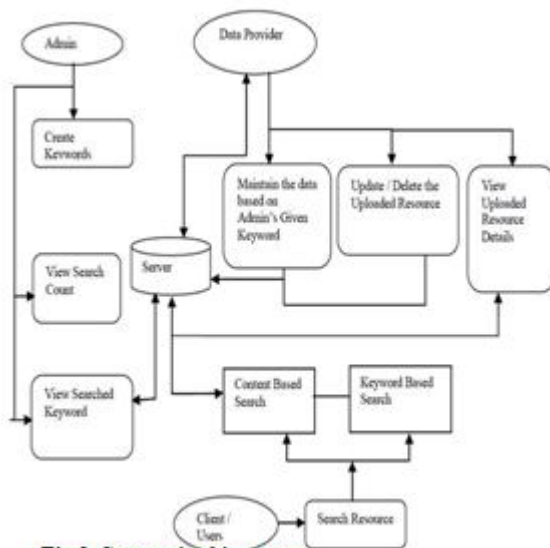 Admin
Data Provider
Create
Keywords
Maintain the data
based on
Admin's Given
Keyword
Update / Delete the
Uploaded Resource
View
Uploaded
Resource
Details
View Search
Count
Server
View Searched
Keyword
Content Based
Search
Keyword Based
Search
Client /
Users
Search Resource